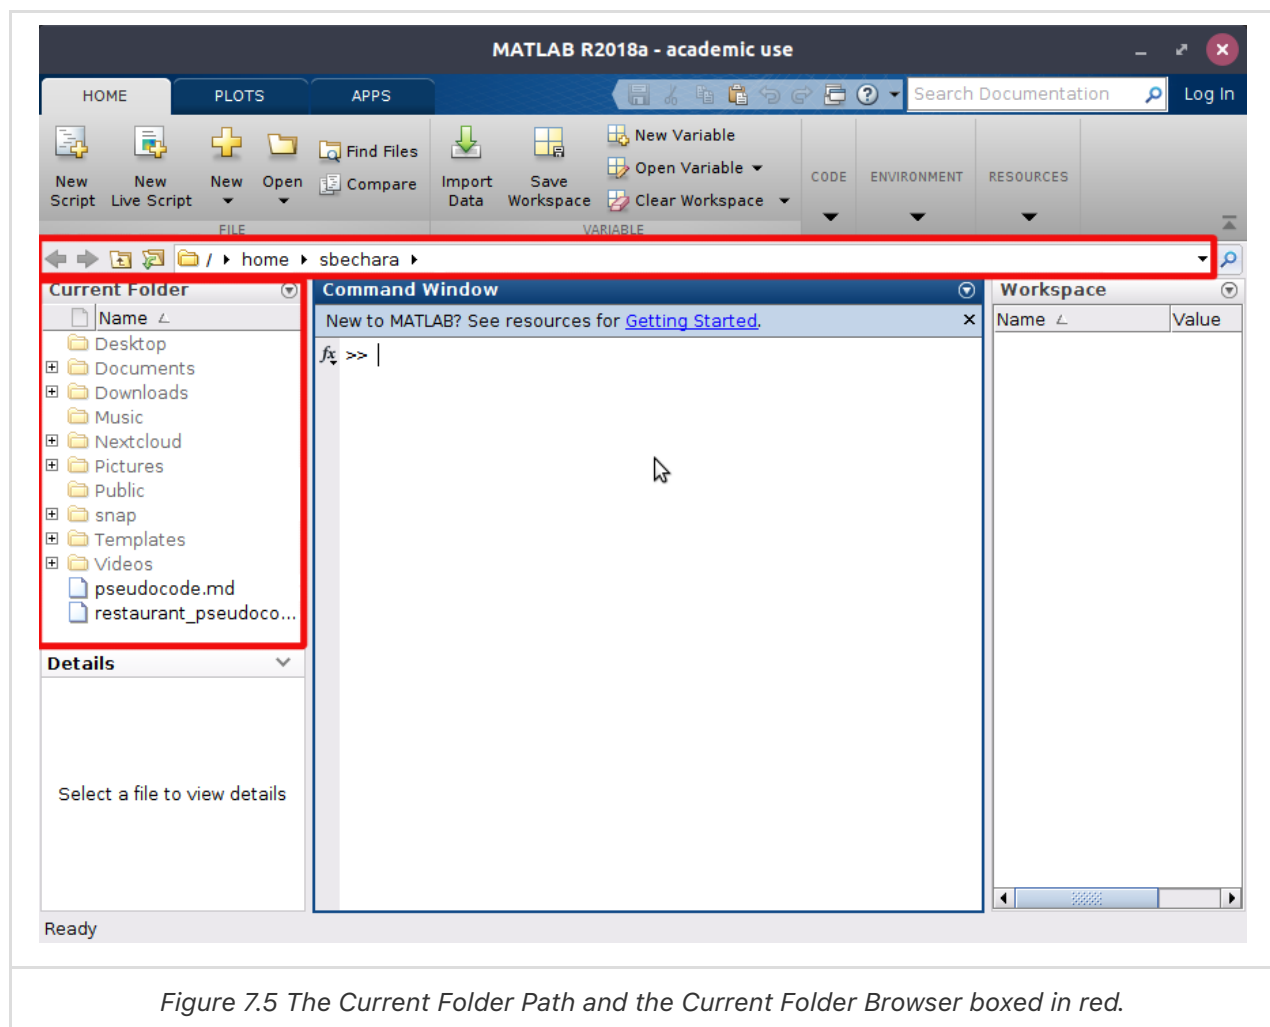 MATLAB R2018a - academic use
HOME PLOTS APPS Search Documentation Log In
New Script
New Live Script
New
Open
Find Files
Compare
Import Data
Save Workspace
New Variable
Open Variable
Clear Workspace
CODE ENVIRONMENT RESOURCES
FILE VARIABLE
/ home sbechara
Current Folder
Name
Desktop
Documents
Downloads
Music
Nextcloud
Pictures
Public
snap
Templates
Videos
pseudocode.md
restaurant_pseudoco...
Details
Select a file to view details
Command Window
New to MATLAB? See resources for Getting Started.
fx >>
Workspace
Name Value
Ready
Figure 7.5 The Current Folder Path and the Current Folder Browser boxed in red.